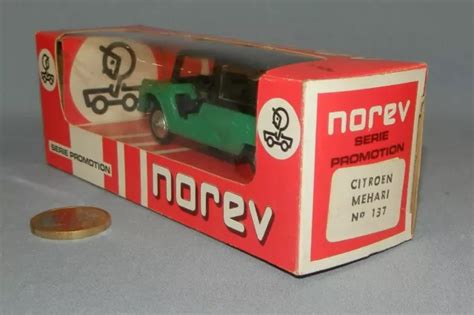 SERIE PROMOTION
norev
norev
SERIE
PROMOTION
CITROEN
MEHARI
No 137